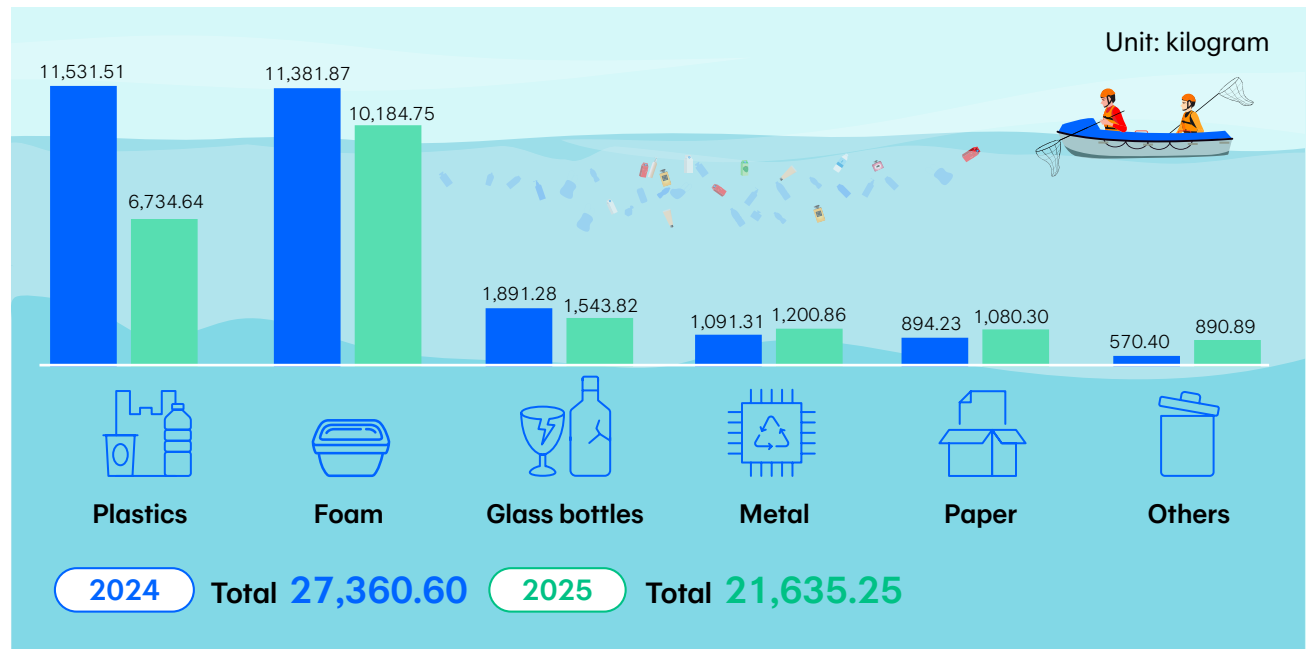 Unit: kilogram
11,531.51
6,734.64
11,381.87
10,184.75
1,891.28
1,543.82
1,091.31
1,200.86
894.23
1,080.30
570.40
890.89
Plastics
Foam
Glass bottles
Metal
Paper
Others
2024 Total 27,360.60 2025 Total 21,635.25